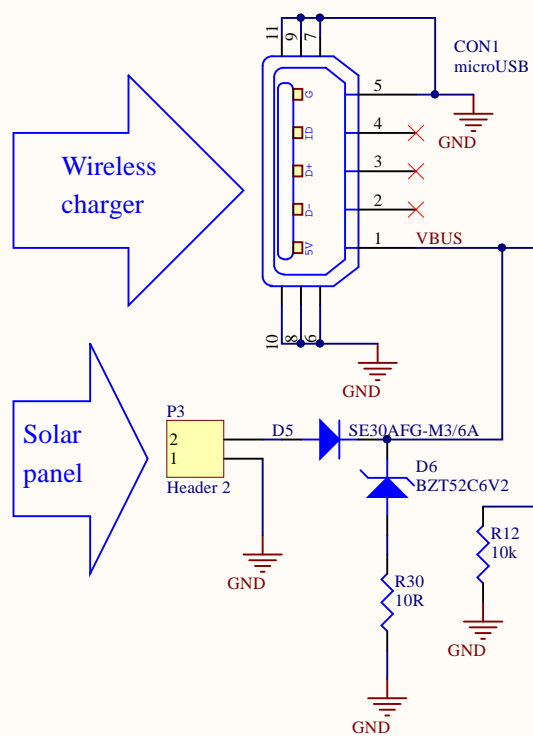 11
9
7
CON1
microUSB
G
5
GND
ID
4
D+
3
D-
2
5V
1
VBUS
Wireless
charger
10
8
6
GND
Solar
panel
P3
2
1
Header 2
D5
SE30AFG-M3/6A
D6
BZT52C6V2
R12
10k
GND
R30
10R
GND
GND